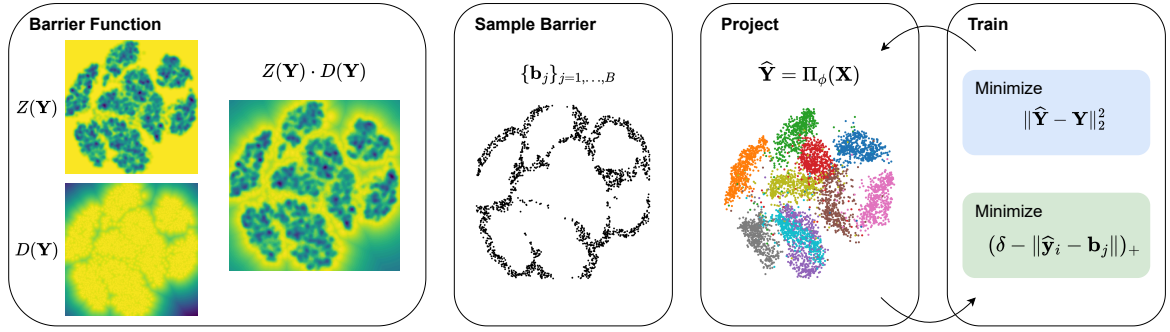 Barrier Function
Z(Y)
Z(Y) · D(Y)
D(Y)
Sample Barrier
{b_j}_{j=1,…,B}
Project
Ŷ = Π_ϕ(X)
Train
Minimize
‖Ŷ − Y‖₂²
Minimize
(δ − ‖ŷ_i − b_j‖)₊